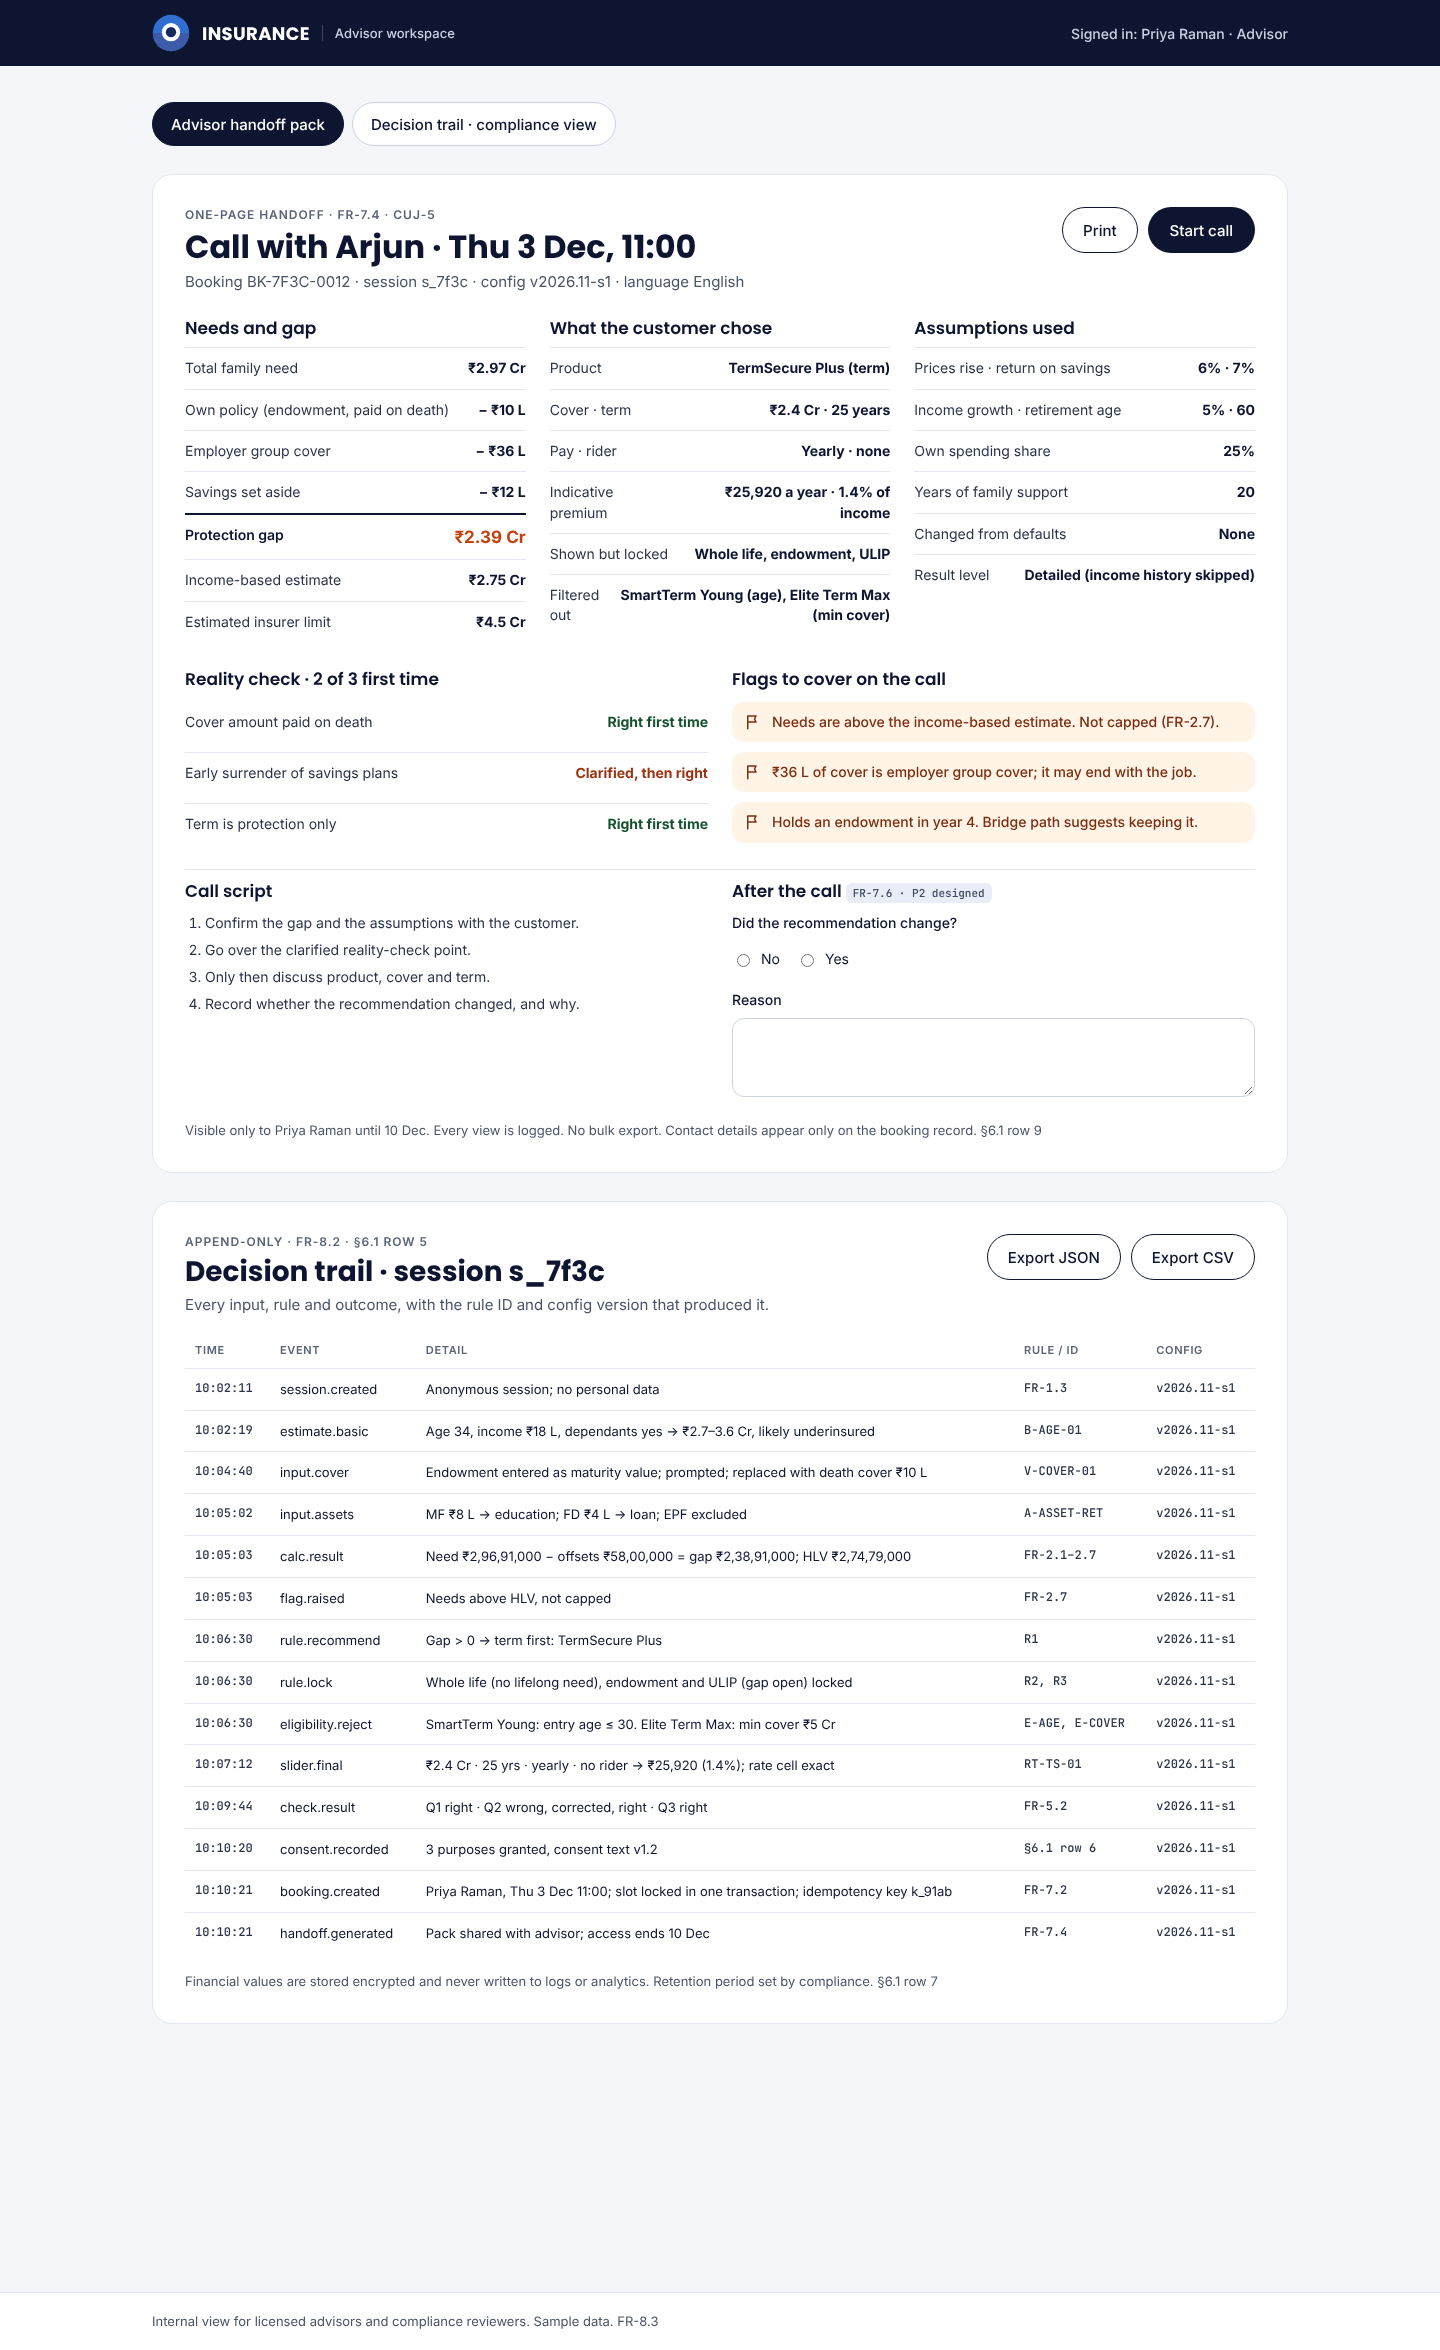 INSURANCE
Advisor workspace
Signed in: Priya Raman · Advisor
Advisor handoff pack
Decision trail · compliance view
ONE-PAGE HANDOFF · FR-7.4 · CUJ-5
Call with Arjun · Thu 3 Dec, 11:00
Booking BK-7F3C-0012 · session s_7f3c · config v2026.11-s1 · language English
Print
Start call
Needs and gap
Total family need ₹2.97 Cr
Own policy (endowment, paid on death) − ₹10 L
Employer group cover − ₹36 L
Savings set aside − ₹12 L
Protection gap ₹2.39 Cr
Income-based estimate ₹2.75 Cr
Estimated insurer limit ₹4.5 Cr
What the customer chose
Product TermSecure Plus (term)
Cover · term ₹2.4 Cr · 25 years
Pay · rider Yearly · none
Indicative premium ₹25,920 a year · 1.4% of income
Shown but locked Whole life, endowment, ULIP
Filtered out SmartTerm Young (age), Elite Term Max (min cover)
Assumptions used
Prices rise · return on savings 6% · 7%
Income growth · retirement age 5% · 60
Own spending share 25%
Years of family support 20
Changed from defaults None
Result level Detailed (income history skipped)
Reality check · 2 of 3 first time
Cover amount paid on death Right first time
Early surrender of savings plans Clarified, then right
Term is protection only Right first time
Flags to cover on the call
Needs are above the income-based estimate. Not capped (FR-2.7).
₹36 L of cover is employer group cover; it may end with the job.
Holds an endowment in year 4. Bridge path suggests keeping it.
Call script
1. Confirm the gap and the assumptions with the customer.
2. Go over the clarified reality-check point.
3. Only then discuss product, cover and term.
4. Record whether the recommendation changed, and why.
After the call FR-7.6 · P2 designed
Did the recommendation change?
No Yes
Reason
Visible only to Priya Raman until 10 Dec. Every view is logged. No bulk export. Contact details appear only on the booking record. §6.1 row 9
APPEND-ONLY · FR-8.2 · §6.1 ROW 5
Decision trail · session s_7f3c
Every input, rule and outcome, with the rule ID and config version that produced it.
Export JSON
Export CSV
TIME EVENT DETAIL RULE / ID CONFIG
10:02:11 session.created Anonymous session; no personal data FR-1.3 v2026.11-s1
10:02:19 estimate.basic Age 34, income ₹18 L, dependants yes → ₹2.7–3.6 Cr, likely underinsured B-AGE-01 v2026.11-s1
10:04:40 input.cover Endowment entered as maturity value; prompted; replaced with death cover ₹10 L V-COVER-01 v2026.11-s1
10:05:02 input.assets MF ₹8 L → education; FD ₹4 L → loan; EPF excluded A-ASSET-RET v2026.11-s1
10:05:03 calc.result Need ₹2,96,91,000 − offsets ₹58,00,000 = gap ₹2,38,91,000; HLV ₹2,74,79,000 FR-2.1–2.7 v2026.11-s1
10:05:03 flag.raised Needs above HLV, not capped FR-2.7 v2026.11-s1
10:06:30 rule.recommend Gap > 0 → term first: TermSecure Plus R1 v2026.11-s1
10:06:30 rule.lock Whole life (no lifelong need), endowment and ULIP (gap open) locked R2, R3 v2026.11-s1
10:06:30 eligibility.reject SmartTerm Young: entry age ≤ 30. Elite Term Max: min cover ₹5 Cr E-AGE, E-COVER v2026.11-s1
10:07:12 slider.final ₹2.4 Cr · 25 yrs · yearly · no rider → ₹25,920 (1.4%); rate cell exact RT-TS-01 v2026.11-s1
10:09:44 check.result Q1 right · Q2 wrong, corrected, right · Q3 right FR-5.2 v2026.11-s1
10:10:20 consent.recorded 3 purposes granted, consent text v1.2 §6.1 row 6 v2026.11-s1
10:10:21 booking.created Priya Raman, Thu 3 Dec 11:00; slot locked in one transaction; idempotency key k_91ab FR-7.2 v2026.11-s1
10:10:21 handoff.generated Pack shared with advisor; access ends 10 Dec FR-7.4 v2026.11-s1
Financial values are stored encrypted and never written to logs or analytics. Retention period set by compliance. §6.1 row 7
Internal view for licensed advisors and compliance reviewers. Sample data. FR-8.3